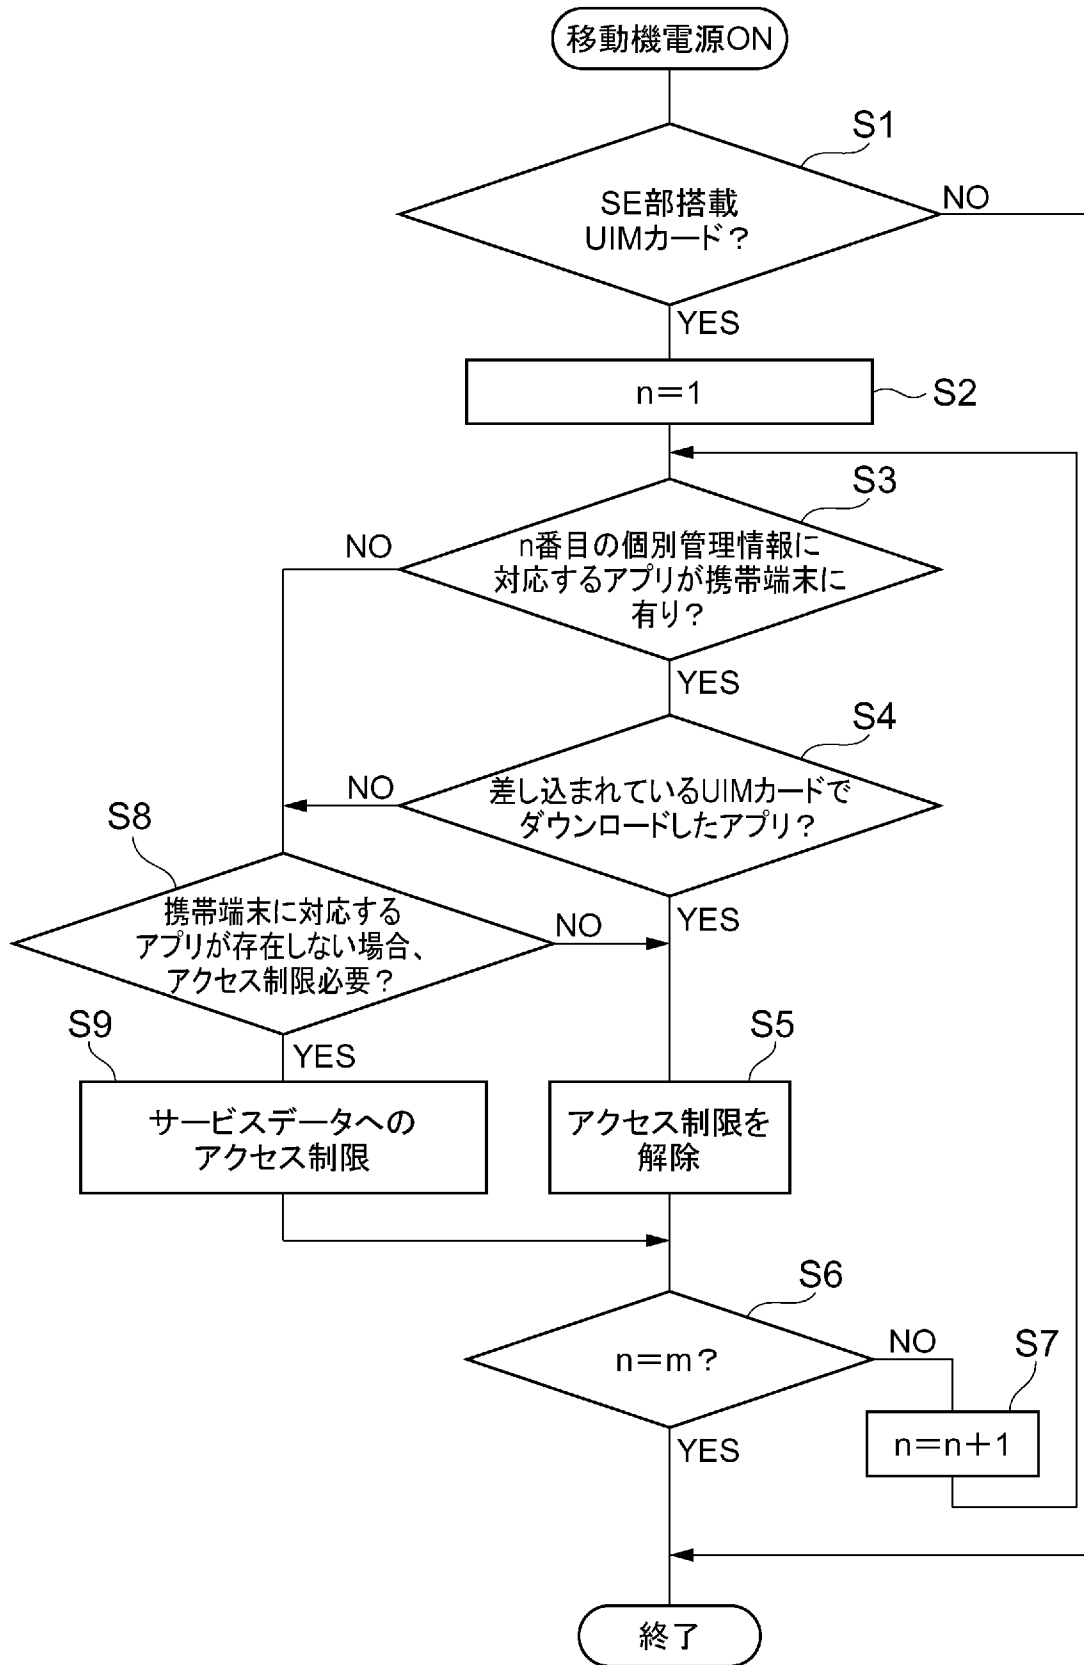 移動機電源ON
S1
SE部搭載
UIMカード？
NO
YES
n＝1
S2
S3
n番目の個別管理情報に
対応するアプリが携帯端末に
有り？
NO
YES
S4
差し込まれているUIMカードで
ダウンロードしたアプリ？
NO
YES
S8
携帯端末に対応する
アプリが存在しない場合、
アクセス制限必要？
NO
YES
S9
サービスデータへの
アクセス制限
S5
アクセス制限を
解除
S6
n＝m？
NO
YES
S7
n＝n＋1
終了